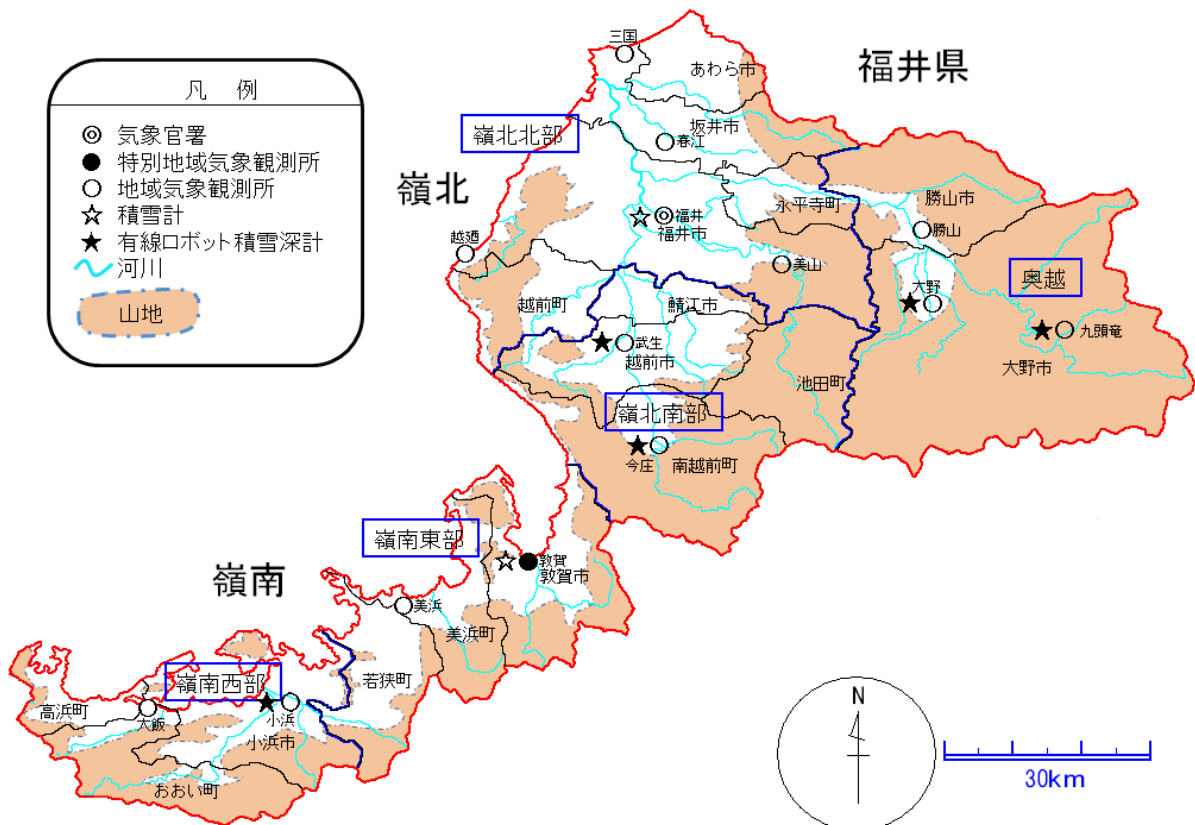 福井県
三国
あわら市
凡 例
坂井市
嶺北北部
気象官署
春江
特別地域気象観測所
地域気象観測所
嶺北
勝山市
永平寺町
積雪計
福井
福井市
勝山
有線ロボット積雪深計
越廼
美山
河川
奥越
大野
越前町
鯖江市
山地
九頭竜
武生
越前市
大野市
池田町
嶺北南部
今庄
南越前町
嶺南東部
敦賀
敦賀市
嶺南
美浜
美浜町
嶺南西部
若狭町
高浜町
大飯
小浜
小浜市
おおい町
N
30km